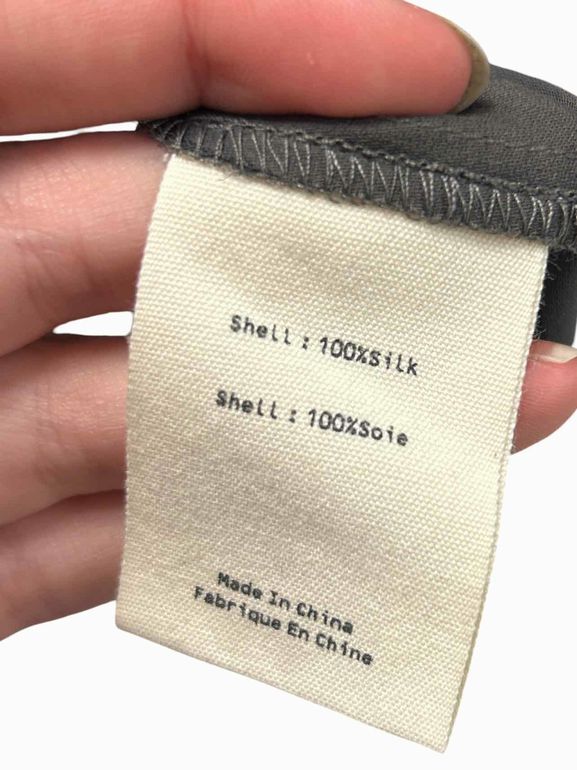 Shell : 100%Silk
Shell : 100%Soie
Made In China
Fabrique En Chine